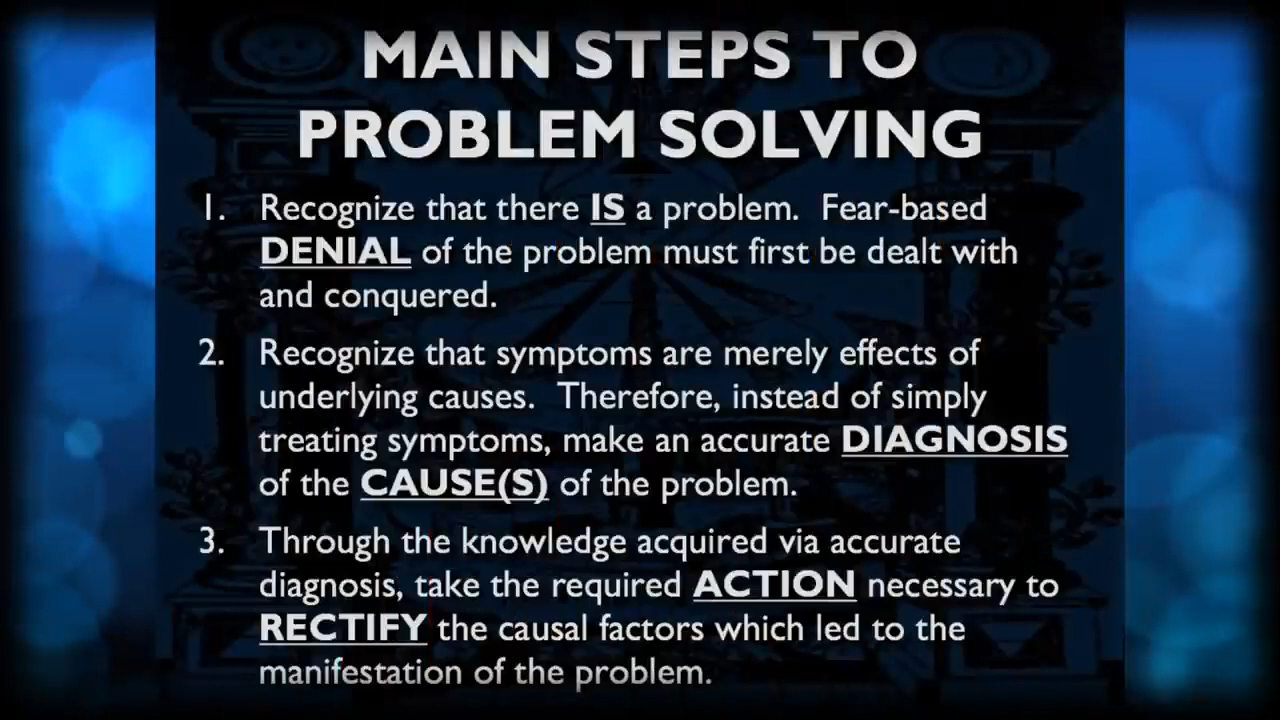 MAIN STEPS TO
PROBLEM SOLVING
1. Recognize that there IS a problem. Fear-based
DENIAL of the problem must first be dealt with
and conquered.
2. Recognize that symptoms are merely effects of
underlying causes. Therefore, instead of simply
treating symptoms, make an accurate DIAGNOSIS
of the CAUSE(S) of the problem.
3. Through the knowledge acquired via accurate
diagnosis, take the required ACTION necessary to
RECTIFY the causal factors which led to the
manifestation of the problem.